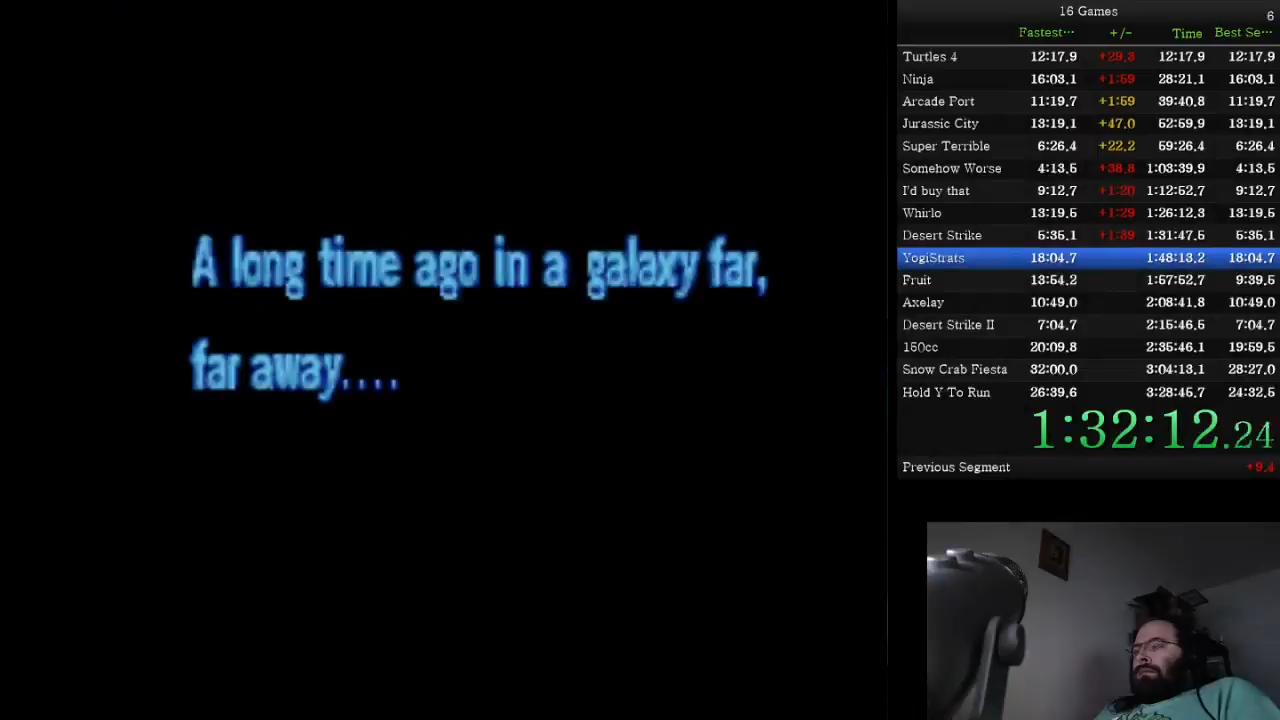 A long time ago in a galaxy far,
far away....
16 Games
6
Fastest··· +/- Time Best Se···
Turtles 4 12:17.9 +29.3 12:17.9 12:17.9
Ninja 16:03.1 +1:59 28:21.1 16:03.1
Arcade Port 11:19.7 +1:59 39:40.8 11:19.7
Jurassic City 13:19.1 +47.0 52:59.9 13:19.1
Super Terrible 6:26.4 +22.2 59:26.4 6:26.4
Somehow Worse 4:13.5 +38.8 1:03:39.9 4:13.5
I'd buy that 9:12.7 +1:20 1:12:52.7 9:12.7
Whirlo 13:19.5 +1:29 1:26:12.3 13:19.5
Desert Strike 5:35.1 +1:39 1:31:47.5 5:35.1
YogiStrats 18:04.7 1:48:13.2 18:04.7
Fruit 13:54.2 1:57:52.7 9:39.5
Axelay 10:49.0 2:08:41.8 10:49.0
Desert Strike II 7:04.7 2:15:46.5 7:04.7
150cc 20:09.8 2:35:46.1 19:59.5
Snow Crab Fiesta 32:00.0 3:04:13.1 28:27.0
Hold Y To Run 26:39.6 3:28:45.7 24:32.5
1:32:12.24
Previous Segment +9.4